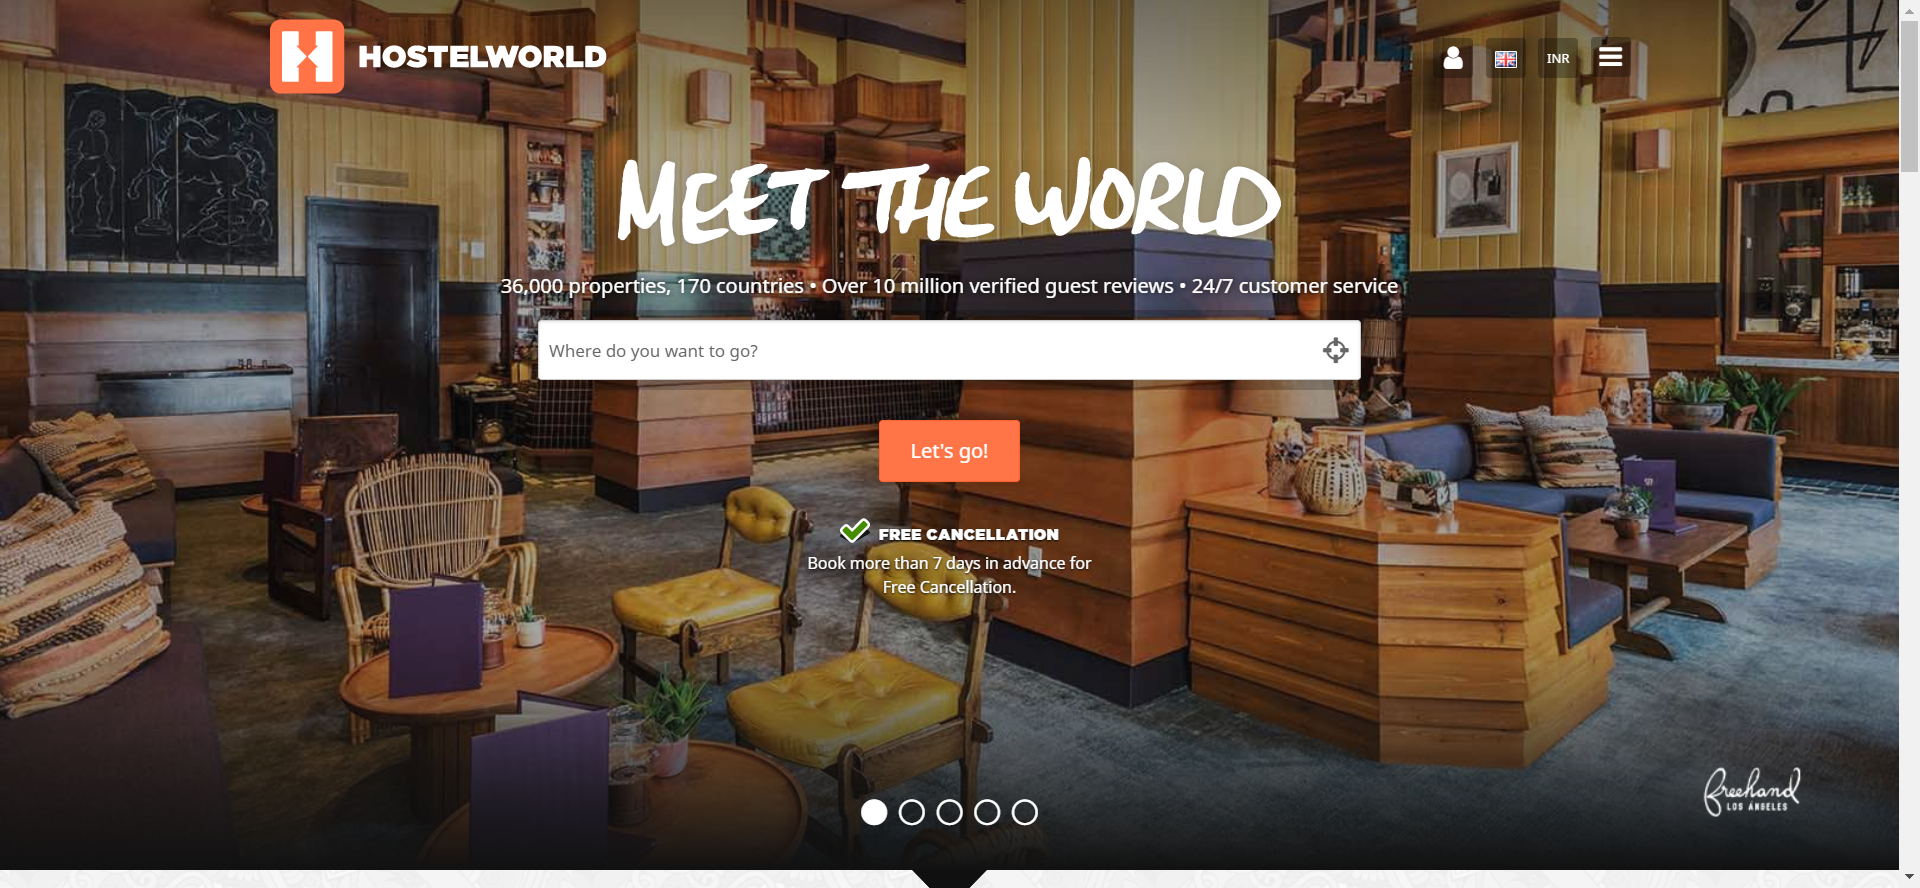 HOSTELWORLD
INR
MEET THE WORLD
36,000 properties, 170 countries • Over 10 million verified guest reviews • 24/7 customer service
Where do you want to go?
Let's go!
FREE CANCELLATION
Book more than 7 days in advance for
Free Cancellation.
freehand
LOS ANGELES